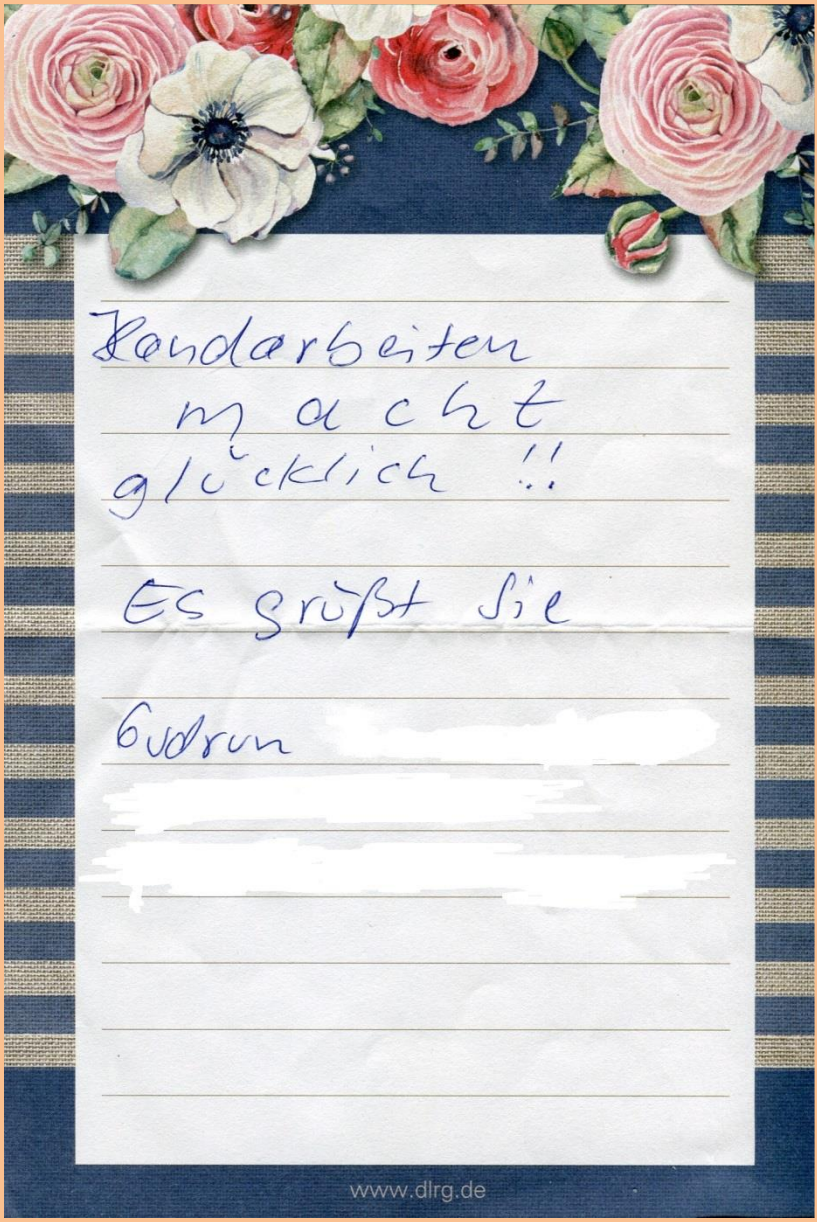 Handarbeiten
macht
glücklich !!
Es grüßt Sie
Gudrun
www.dlrg.de